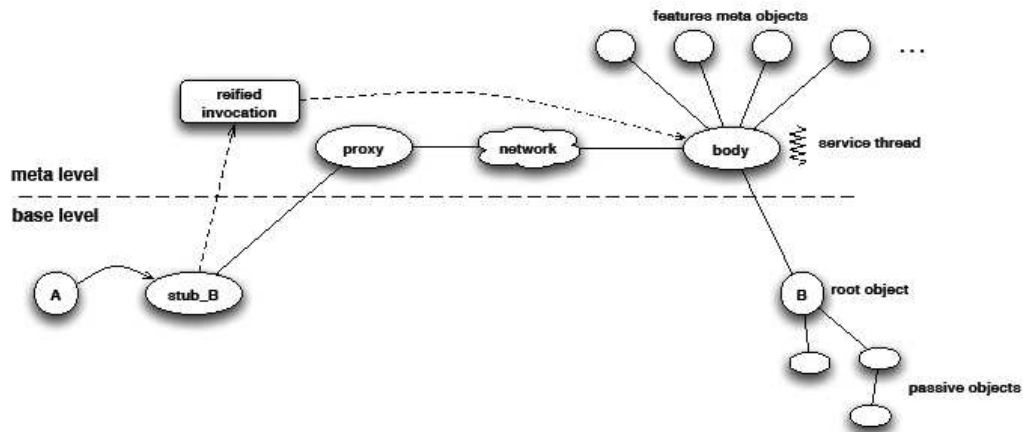 features meta objects
...
reified
invocation
proxy
network
body
service thread
meta level
base level
A
stub_B
B
root object
passive objects